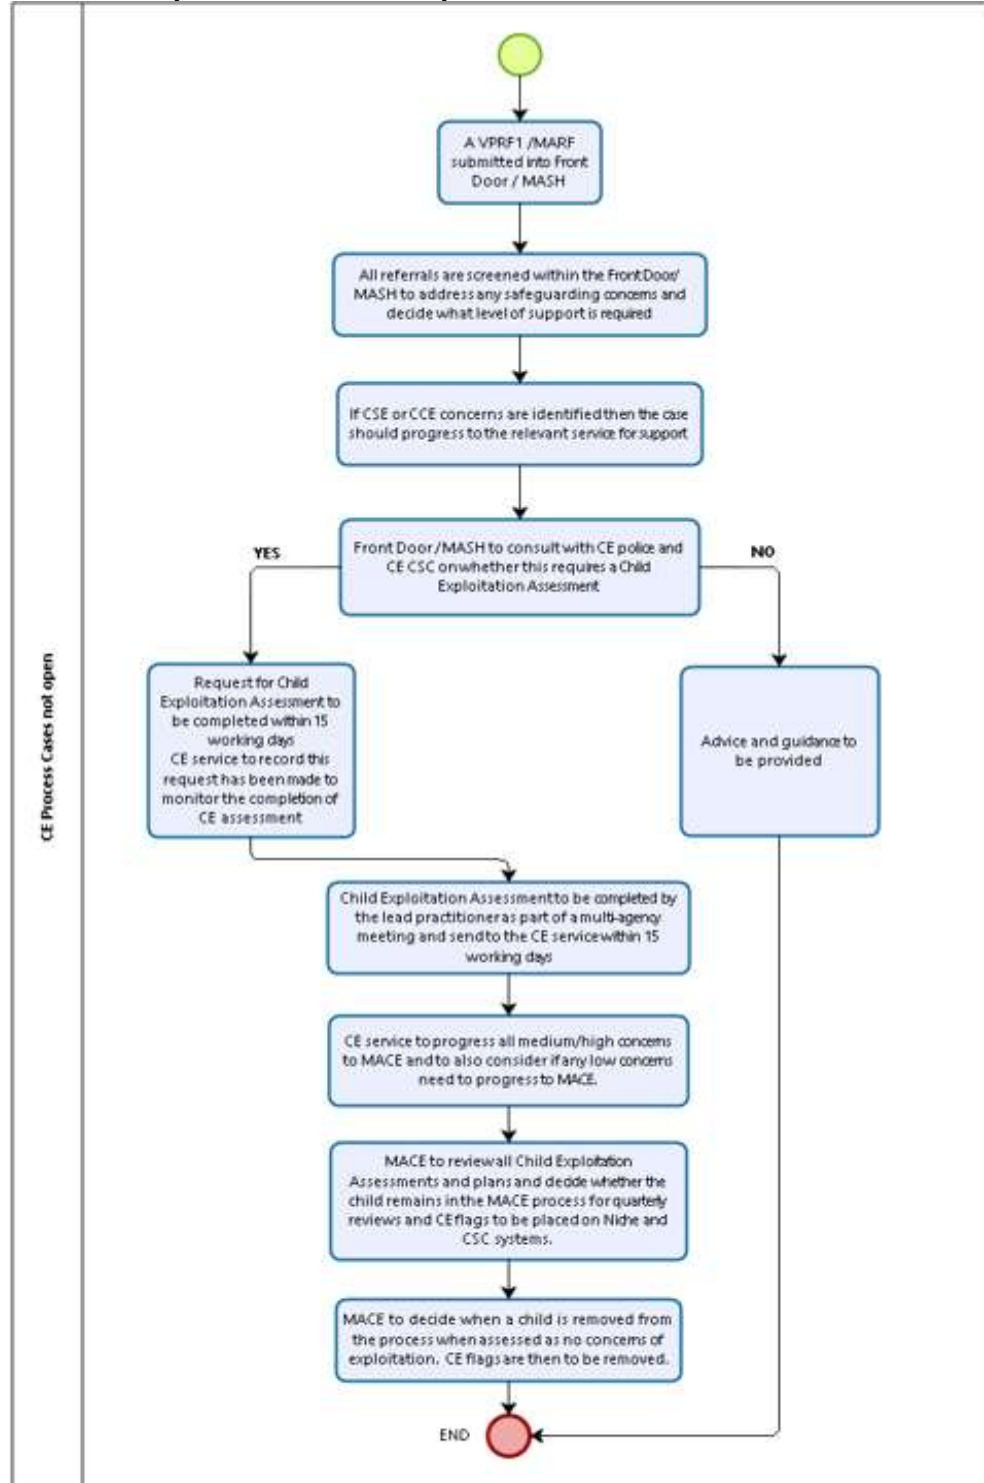 A VPRF1 /MARF
submitted into Front
Door / MASH
All referrals are screened within the Front Door/
MASH to address any safeguarding concerns and
decide what level of support is required
If CSE or CCE concerns are identified then the case
should progress to the relevant service for support
YES
Front Door /MASH to consult with CE police and
CE CSC on whether this requires a Child
Exploitation Assessment
NO
CE Process Cases not open
Request for Child
Exploitation Assessment to
be completed within 15
working days
CE service to record this
request has been made to
monitor the completion of
CE assessment
Advice and guidance to
be provided
Child Exploitation Assessment to be completed by
the lead practitioner as part of a multi-agency
meeting and send to the CE service within 15
working days
CE service to progress all medium/high concerns
to MACE and to also consider if any low concerns
need to progress to MACE.
MACE to review all Child Exploitation
Assessments and plans and decide whether the
child remains in the MACE process for quarterly
reviews and CE flags to be placed on Niche and
CSC systems.
MACE to decide when a child is removed from
the process when assessed as no concerns of
exploitation. CE flags are then to be removed.
END